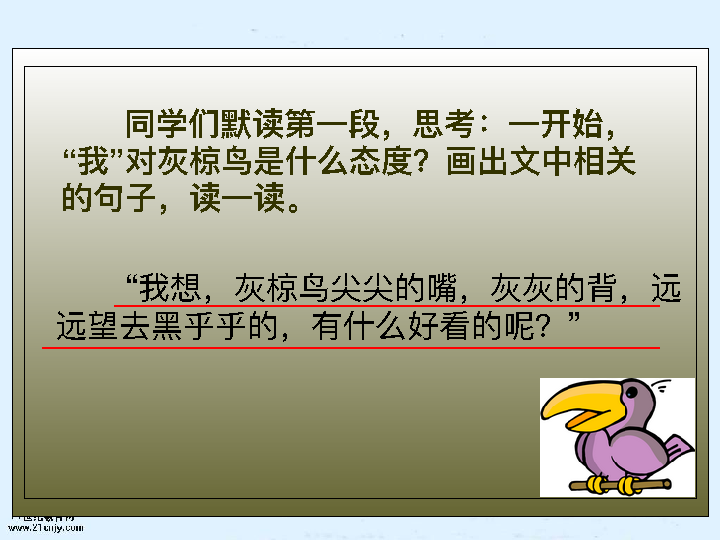 同学们默读第一段，思考：一开始，
“我”对灰椋鸟是什么态度？画出文中相关
的句子，读一读。
“我想，灰椋鸟尖尖的嘴，灰灰的背，远
远望去黑乎乎的，有什么好看的呢？”
www.21cnjy.com